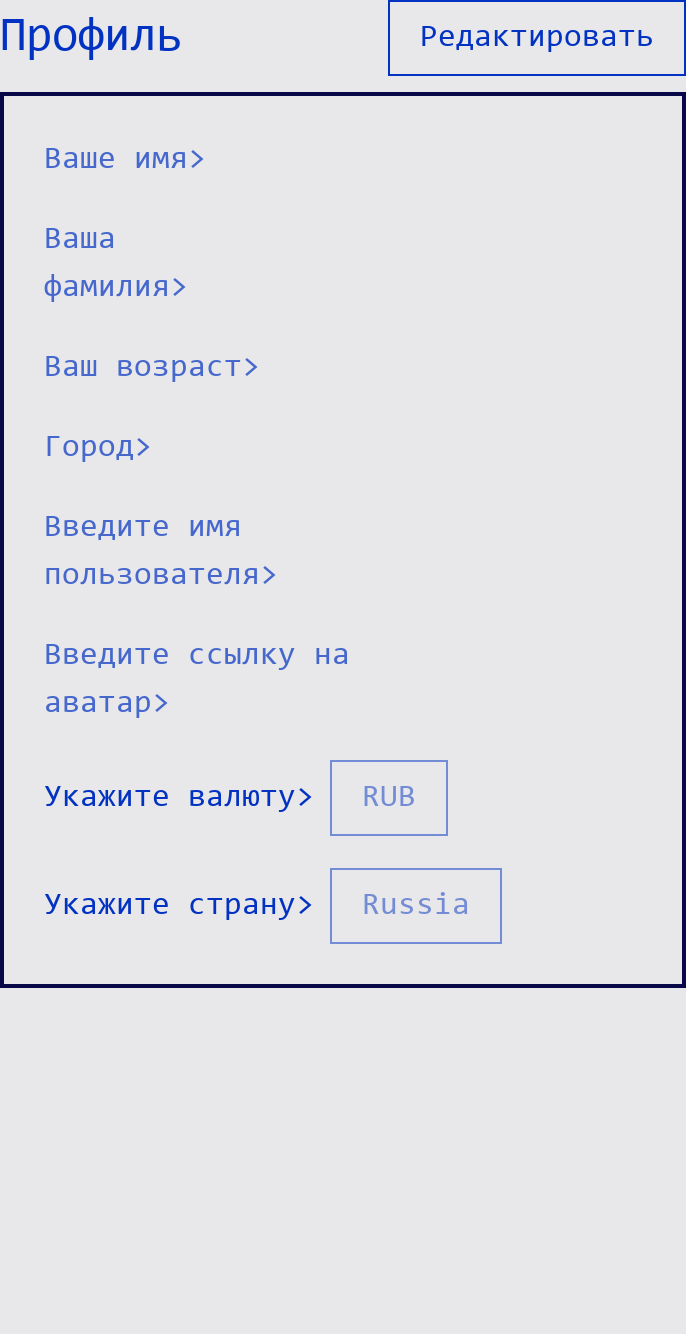 Профиль
Редактировать
Ваше имя>
Ваша
фамилия>
Ваш возраст>
Город>
Введите имя
пользователя>
Введите ссылку на
аватар>
Укажите валюту> RUB
Укажите страну> Russia